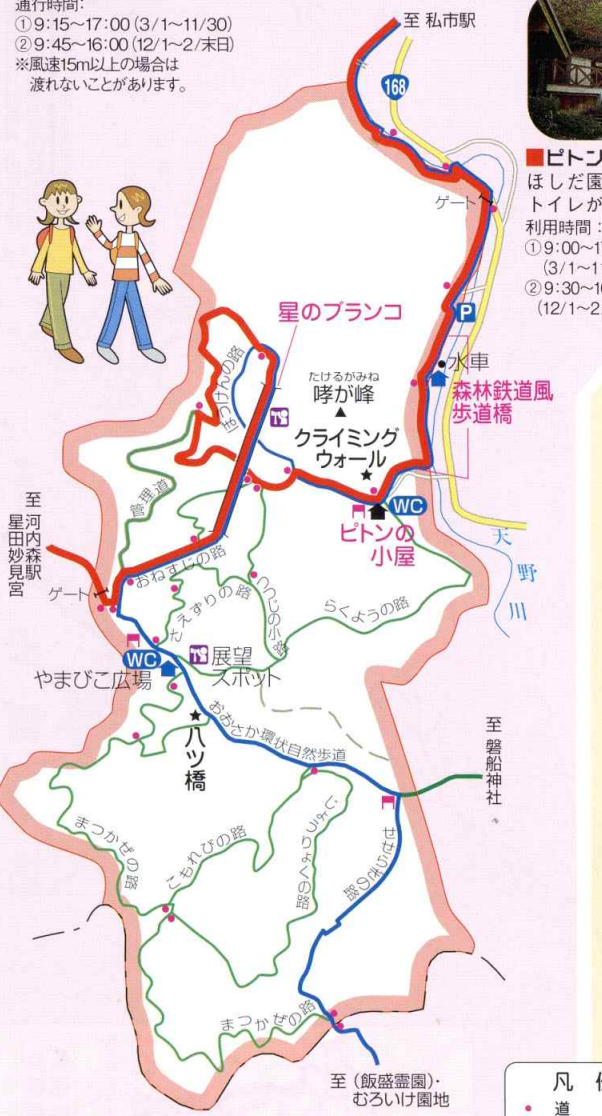 通行時間:
①9:15～17:00(3/1～11/30)
②9:45～16:00(12/1～2/末日)
※風速15m以上の場合は
渡れないことがあります。
至 私市駅
168
■ピトン
ほしだ園
トイレが
利用時間:
①9:00～1
(3/1～1
②9:30～1
(12/1～2
ゲート
P
星のブランコ
水車
たけるがみね
哮が峰
森林鉄道風
歩道橋
ぼうけんの路
クライミング
ウォール
WC
ピトンの
小屋
管理道
至 河内森駅
星田妙見宮
天野川
おねすじの路
ゲート
さえずりの路
つつじの小路
らくようの路
WC
展望
スポット
やまびこ広場
八ツ橋
おおさか環状自然歩道
至 磐船神社
まつかぜの路
こもれびの路
じょうりょくの路
せせらぎの路
まつかぜの路
至(飯盛霊園)・
むろいけ園地
凡
道